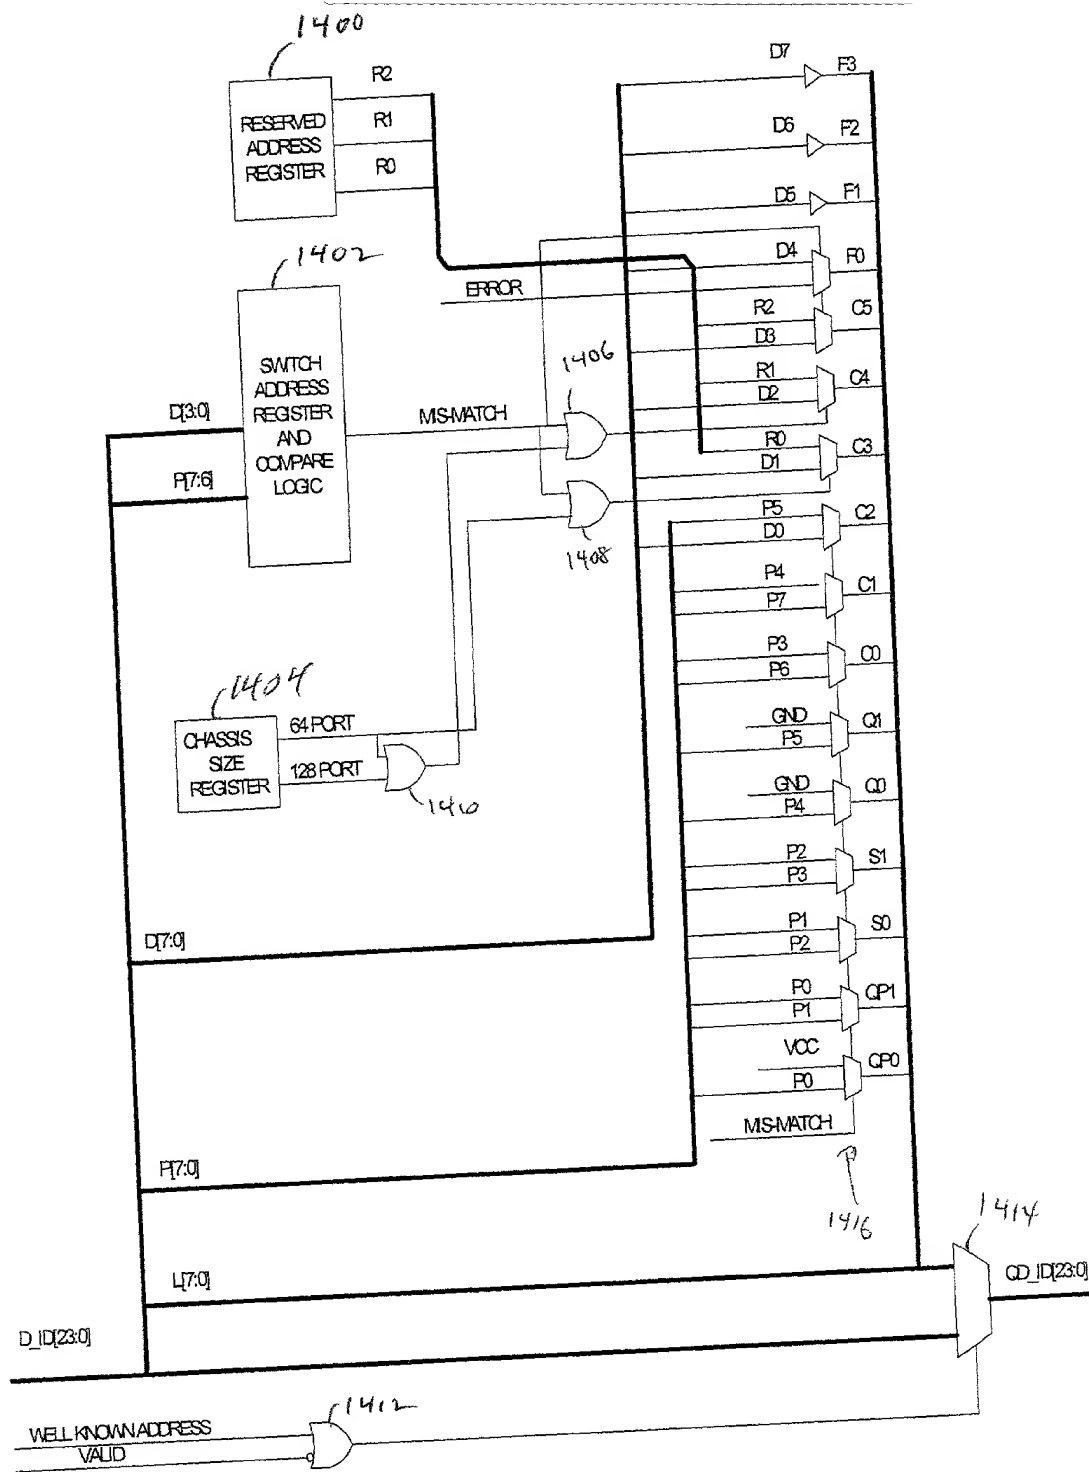 1400
RESERVED
ADDRESS
REGISTER
R2
R1
R0
1402
SWITCH
ADDRESS
REGISTER
AND
COMPARE
LOGIC
D[3:0]
P[7:6]
ERROR
MIS-MATCH
1406
1408
1404
CHASSIS
SIZE
REGISTER
64 PORT
128 PORT
1410
D7
F3
D6
F2
D5
F1
D4
F0
R2
D3
C5
R1
D2
C4
R0
D1
C3
P5
D0
C2
P4
P7
C1
P3
P6
C0
GND
P5
Q1
GND
P4
Q0
P2
P3
S1
P1
P2
S0
P0
P1
QP1
VCC
P0
QP0
MIS-MATCH
1416
D[7:0]
P[7:0]
L[7:0]
D_ID[23:0]
1414
QD_ID[23:0]
WELL KNOWN ADDRESS
VALID
1412